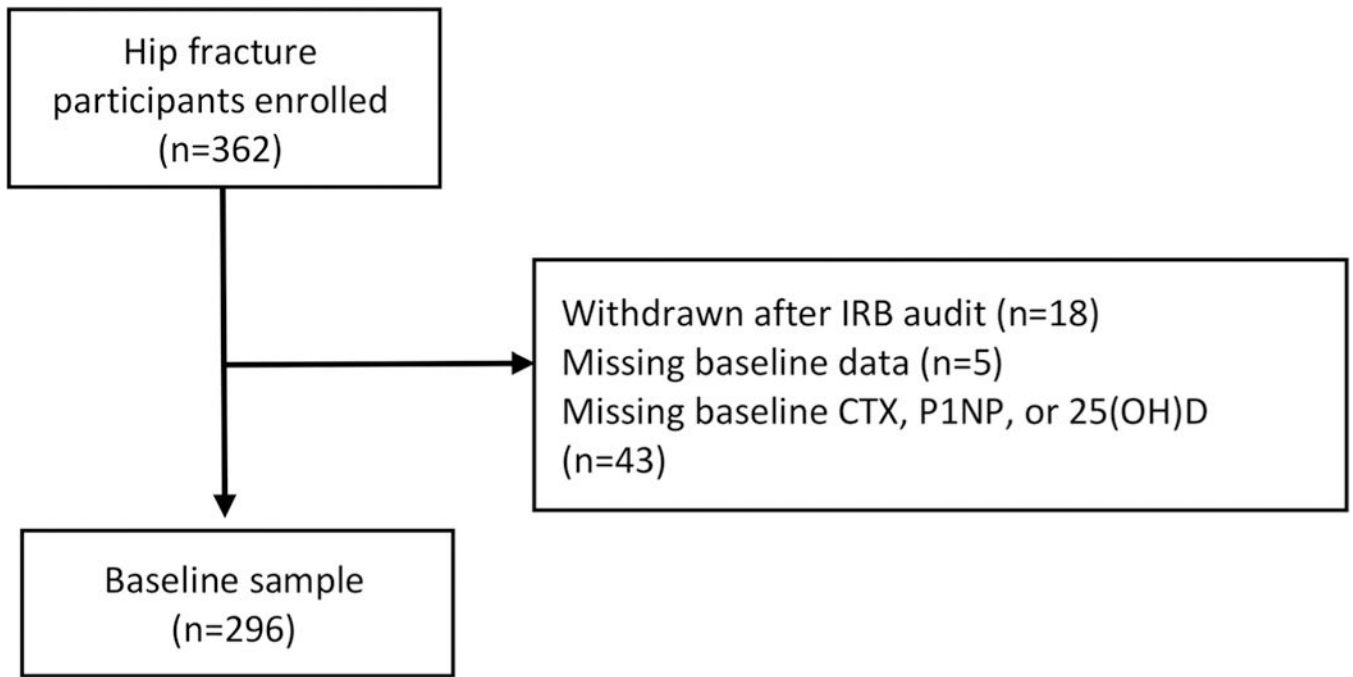 Hip fracture
participants enrolled
(n=362)
Withdrawn after IRB audit (n=18)
Missing baseline data (n=5)
Missing baseline CTX, P1NP, or 25(OH)D
(n=43)
Baseline sample
(n=296)